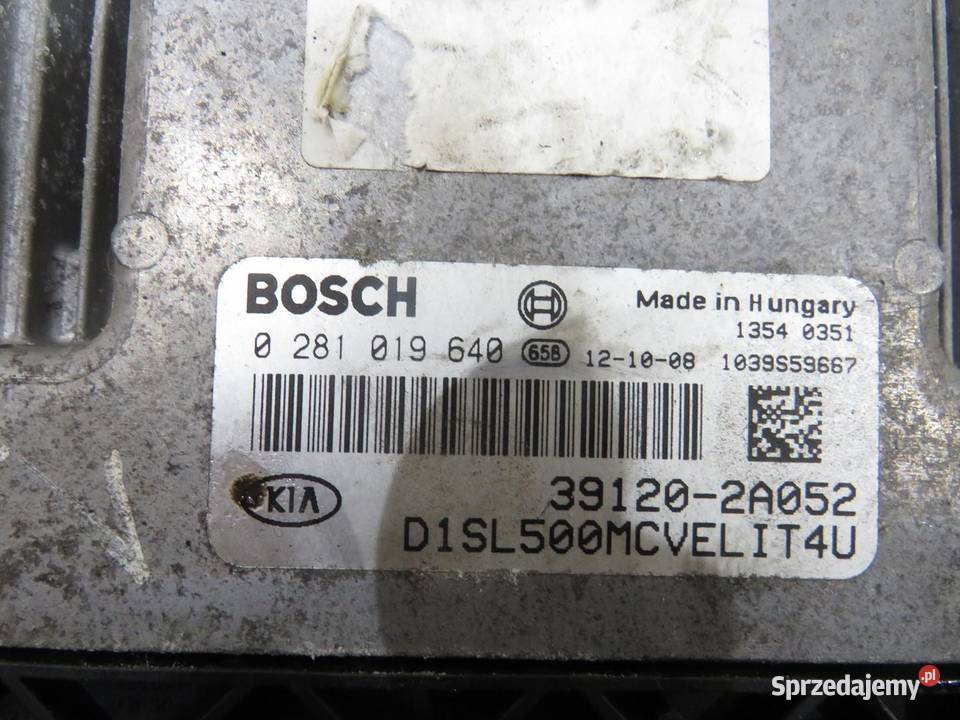 BOSCH
Made in Hungary
1354 0351
0 281 019 640 658 12-10-08 1039S59667
KIA
39120-2A052
D1SL500MCVELIT4U
Sprzedajemy.pl